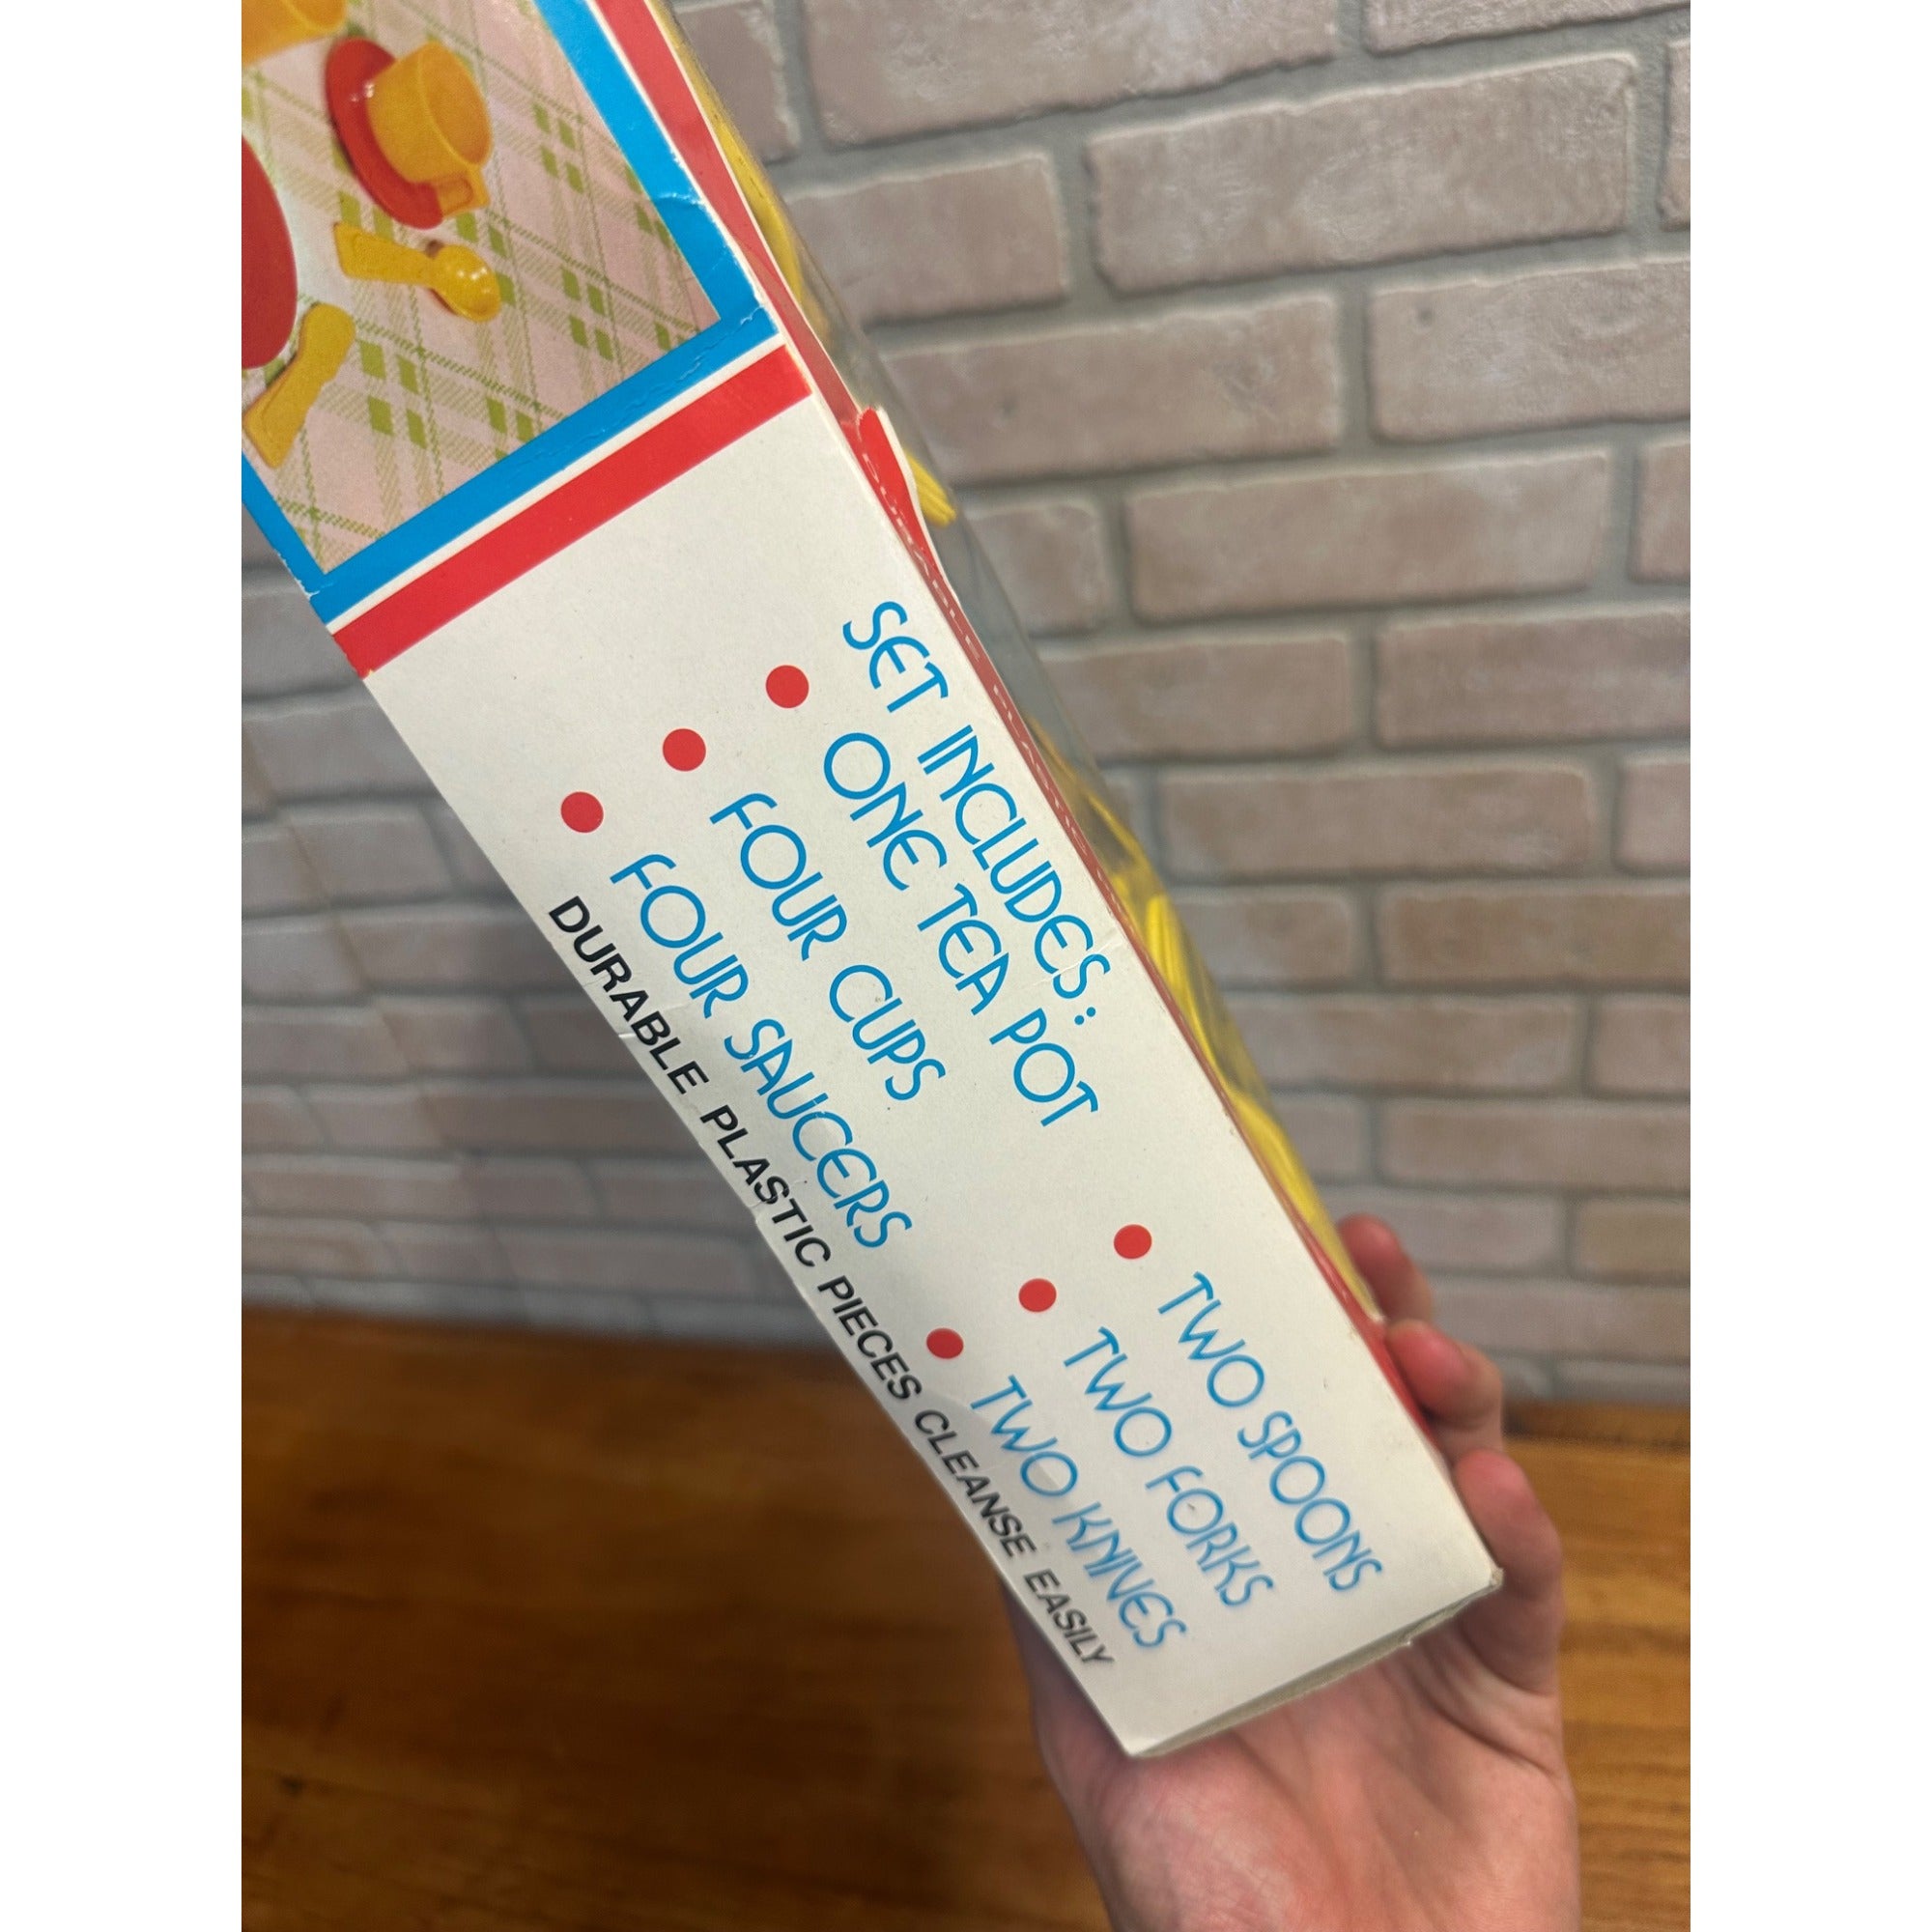 SET INCLUDES:
• ONE TEA POT
• FOUR CUPS
• FOUR SAUCERS
• TWO SPOONS
• TWO FORKS
• TWO KNIVES
DURABLE PLASTIC PIECES CLEANSE EASILY